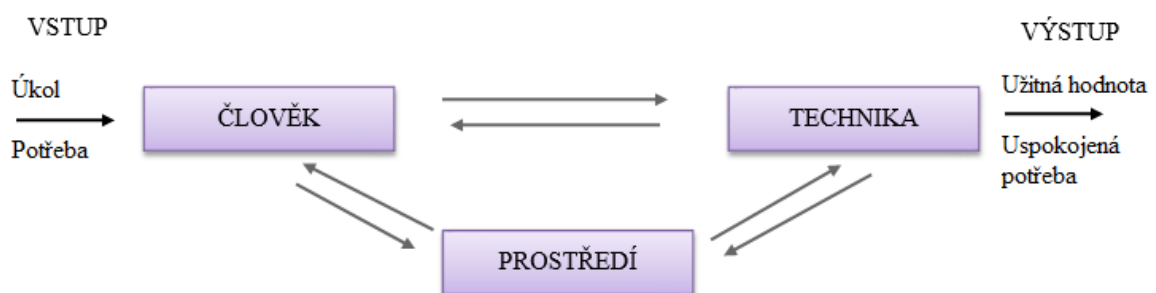 VSTUP
VÝSTUP
Úkol
Potřeba
ČLOVĚK
TECHNIKA
Užitná hodnota
Uspokojená
potřeba
PROSTŘEDÍ